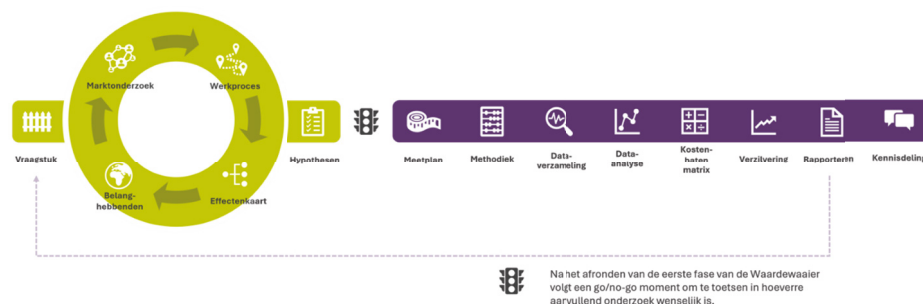 Marktonderzoek
Werkproces
Vraagstuk
Hypothesen
Belang-
hebbenden
Effectenkaart
Meetplan
Methodiek
Data-
verzameling
Data-
analyse
Kosten-
baten
matrix
Verzilvering
Rapporteren
Kennisdeling
Na het afronden van de eerste fase van de Waardewaaier
volgt een go/no-go moment om te toetsen in hoeverre
aanvullend onderzoek wenselijk is.